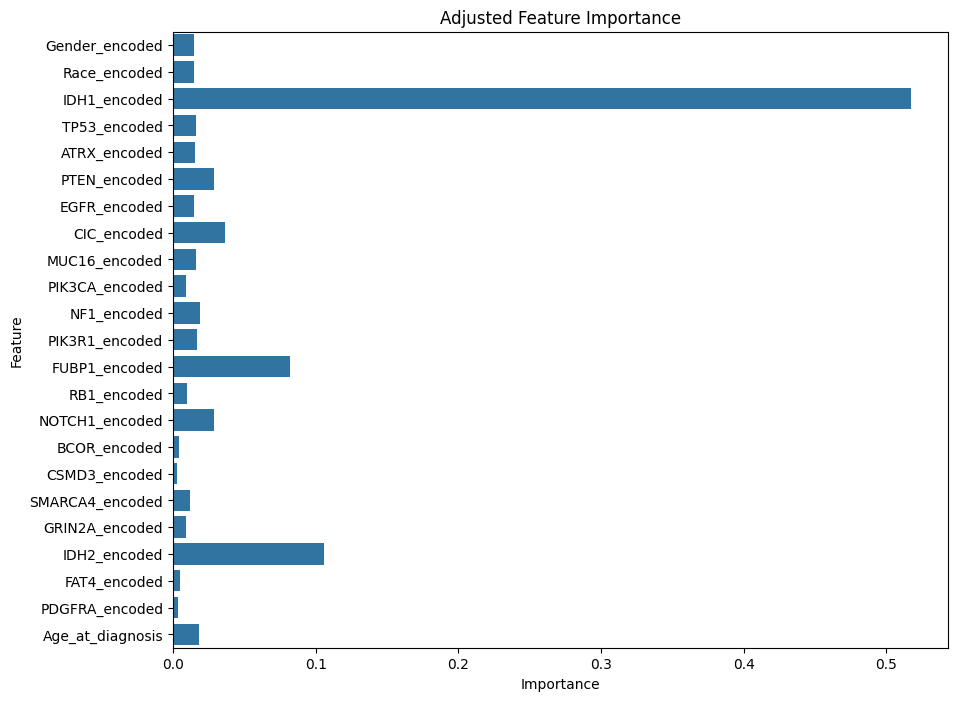 Adjusted Feature Importance
Gender_encoded
Race_encoded
IDH1_encoded
TP53_encoded
ATRX_encoded
PTEN_encoded
EGFR_encoded
CIC_encoded
MUC16_encoded
PIK3CA_encoded
NF1_encoded
PIK3R1_encoded
FUBP1_encoded
RB1_encoded
NOTCH1_encoded
BCOR_encoded
CSMD3_encoded
SMARCA4_encoded
GRIN2A_encoded
IDH2_encoded
FAT4_encoded
PDGFRA_encoded
Age_at_diagnosis
Feature
0.0 0.1 0.2 0.3 0.4 0.5
Importance